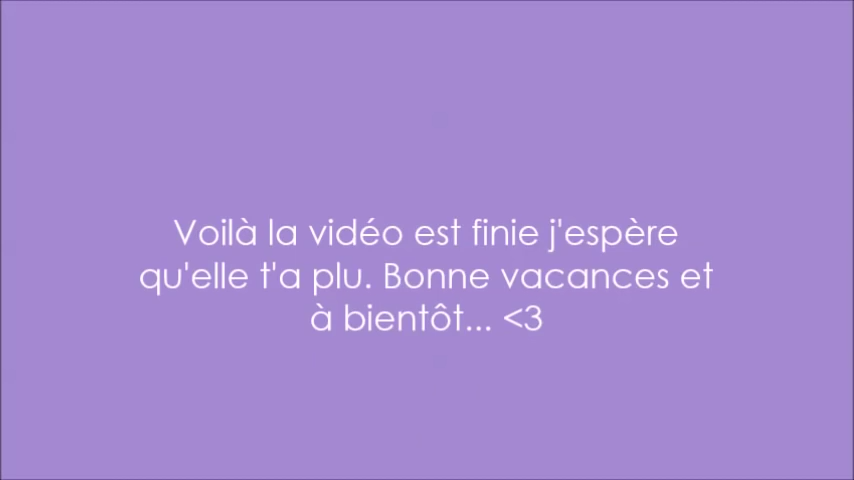 Voilà la vidéo est finie j'espère
qu'elle t'a plu. Bonne vacances et
à bientôt... <3